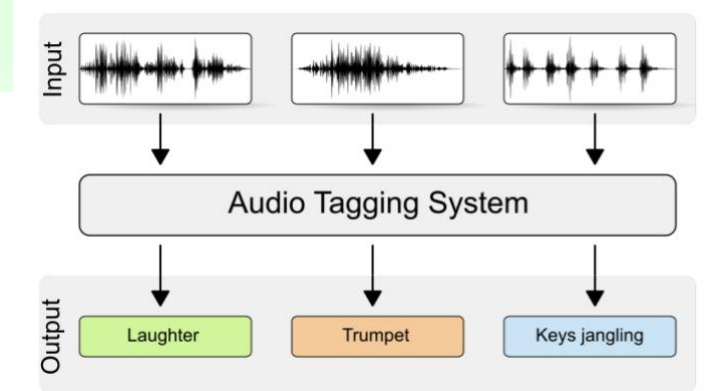 Input
Audio Tagging System
Output
Laughter
Trumpet
Keys jangling